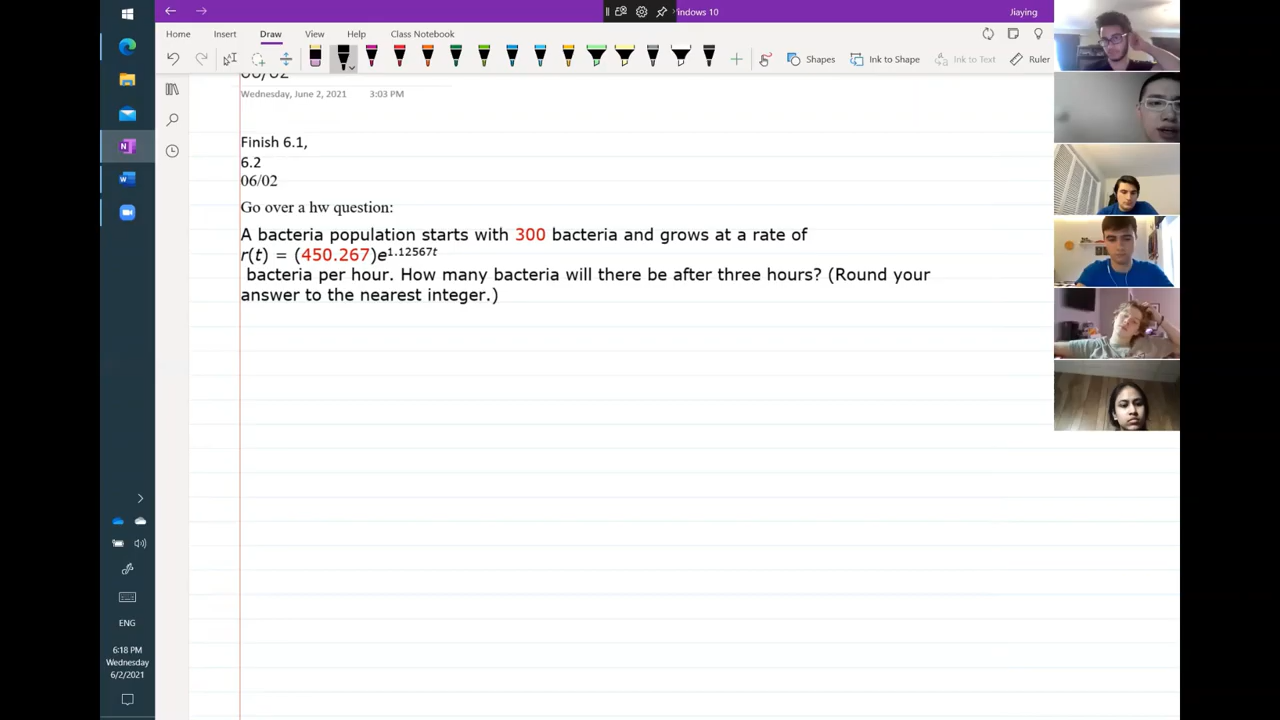 indows 10
Jiaying
Home Insert Draw View Help Class Notebook
Shapes Ink to Shape Ink to Text Ruler
06/02
Wednesday, June 2, 2021 3:03 PM
Finish 6.1,
6.2
06/02
Go over a hw question:
A bacteria population starts with 300 bacteria and grows at a rate of
r(t) = (450.267)e^1.12567t
bacteria per hour. How many bacteria will there be after three hours? (Round your
answer to the nearest integer.)
ENG
6:18 PM
Wednesday
6/2/2021